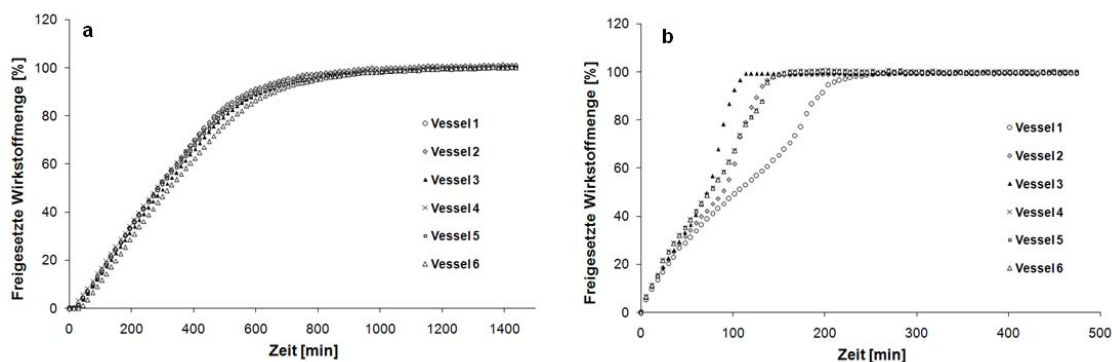 a
Freigesetzte Wirkstoffmenge [%]
120
100
80
60
40
20
0
Vessel 1
Vessel 2
Vessel 3
Vessel 4
Vessel 5
Vessel 6
0 200 400 600 800 1000 1200 1400
Zeit [min]
b
Freigesetzte Wirkstoffmenge [%]
120
100
80
60
40
20
0
Vessel 1
Vessel 2
Vessel 3
Vessel 4
Vessel 5
Vessel 6
0 100 200 300 400 500
Zeit [min]